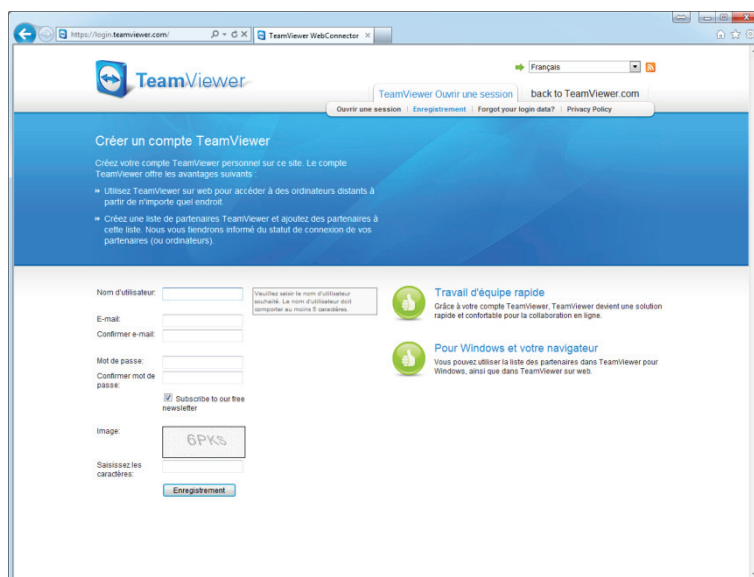 https://login.teamviewer.com/
TeamViewer WebConnector
TeamViewer
Français
TeamViewer Ouvrir une session
back to TeamViewer.com
Ouvrir une session | Enregistrement | Forgot your login data? | Privacy Policy
Créer un compte TeamViewer
Créez votre compte TeamViewer personnel sur ce site. Le compte
TeamViewer offre les avantages suivants :
Utilisez TeamViewer sur web pour accéder à des ordinateurs distants à
partir de n'importe quel endroit.
Créez une liste de partenaires TeamViewer et ajoutez des partenaires à
cette liste. Nous vous tiendrons informé du statut de connexion de vos
partenaires (ou ordinateurs).
Nom d'utilisateur:
Veuillez saisir le nom d'utilisateur
souhaité. Le nom d'utilisateur doit
comporter au moins 5 caractères.
E-mail:
Confirmer e-mail:
Mot de passe:
Confirmer mot de
passe:
Subscribe to our free
newsletter
Image:
6PKS
Saisissez les
caractères:
Enregistrement
Travail d'équipe rapide
Grâce à votre compte TeamViewer, TeamViewer devient une solution
rapide et confortable pour la collaboration en ligne.
Pour Windows et votre navigateur
Vous pouvez utiliser la liste des partenaires dans TeamViewer pour
Windows, ainsi que dans TeamViewer sur web.